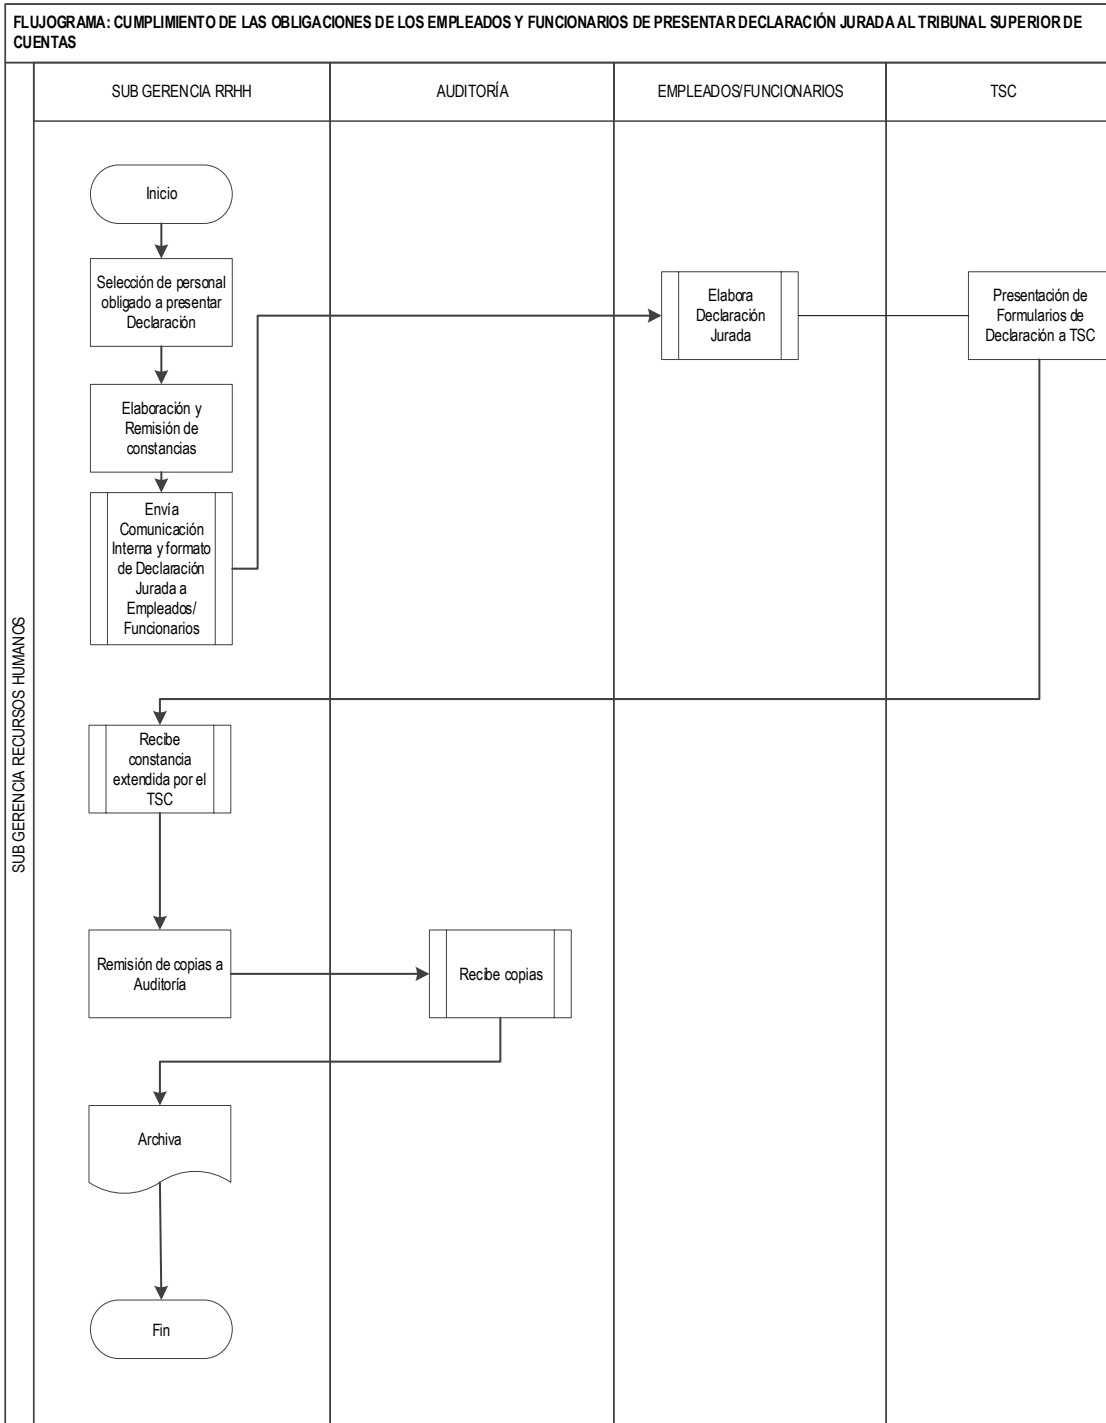 FLUJOGRAMA: CUMPLIMIENTO DE LAS OBLIGACIONES DE LOS EMPLEADOS Y FUNCIONARIOS DE PRESENTAR DECLARACIÓN JURADA AL TRIBUNAL SUPERIOR DE
CUENTAS
SUB GERENCIA RRHH
AUDITORÍA
EMPLEADOS/FUNCIONARIOS
TSC
SUB GERENCIA RECURSOS HUMANOS
Inicio
Selección de personal
obligado a presentar
Declaración
Elaboración y
Remisión de
constancias
Envía
Comunicación
Interna y formato
de Declaración
Jurada a
Empleados/
Funcionarios
Elabora
Declaración
Jurada
Presentación de
Formularios de
Declaración a TSC
Recibe
constancia
extendida por el
TSC
Remisión de copias a
Auditoría
Recibe copias
Archiva
Fin